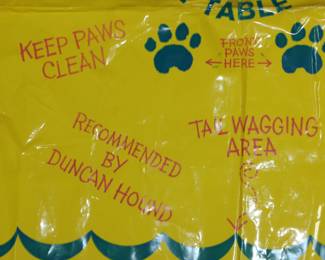 TABLE
KEEP PAWS
CLEAN
FRONT
PAWS
HERE
RECOMMENDED
BY
DUNCAN HOUND
TAIL WAGGING
AREA